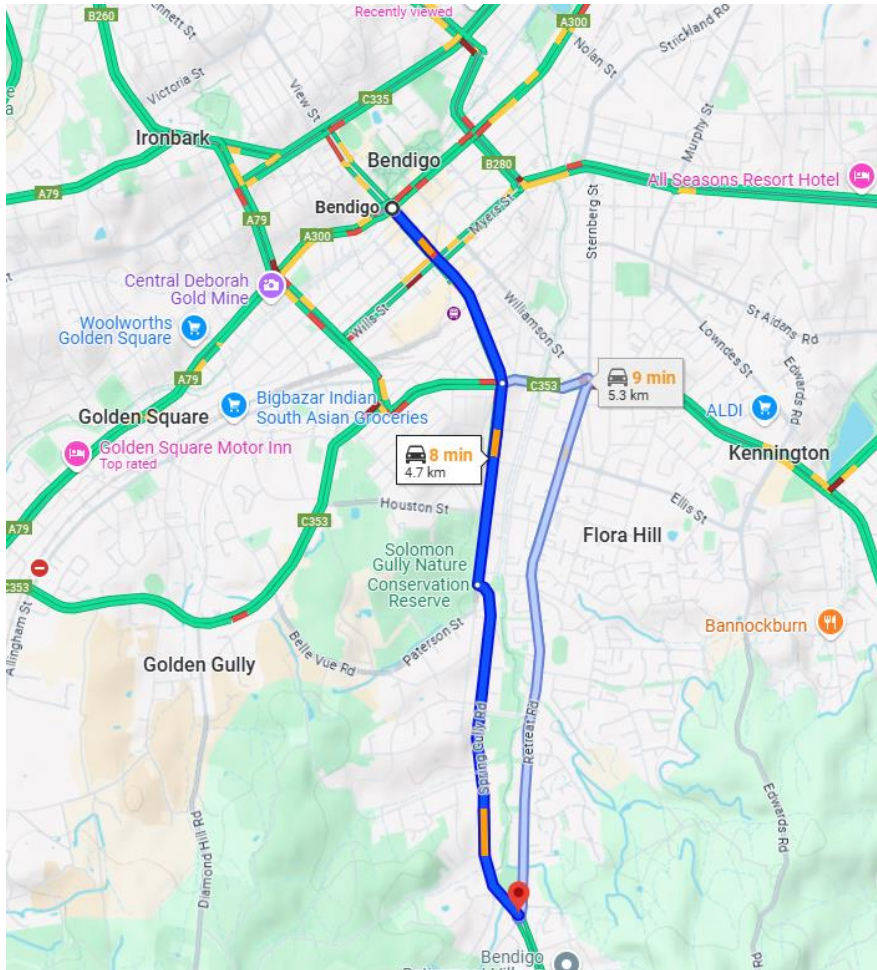 Recently viewed
B260
nnett St
A300
Strickland Rd
Nolan St
Victoria St
View St
C335
Murphy St
Ironbark
Bendigo
B280
All Seasons Resort Hotel
A79
Bendigo
A79
A300
Myers St
Sternberg St
Central Deborah
Gold Mine
Williamson St
St Aidans Rd
Woolworths
Golden Square
Wills St
Lowndes St
Edwards Rd
A79
9 min
5.3 km
C353
Bigbazar Indian
South Asian Groceries
ALDI
Golden Square
Golden Square Motor Inn
Top rated
8 min
4.7 km
Kennington
Houston St
Ellis St
A79
C353
Flora Hill
Solomon
Gully Nature
Conservation
Reserve
C353
Allingham St
Bannockburn
Paterson St
Belle Vue Rd
Golden Gully
Spring Gully Rd
Retreat Rd
Diamond Hill Rd
Edwards Rd
Bendigo
Rd